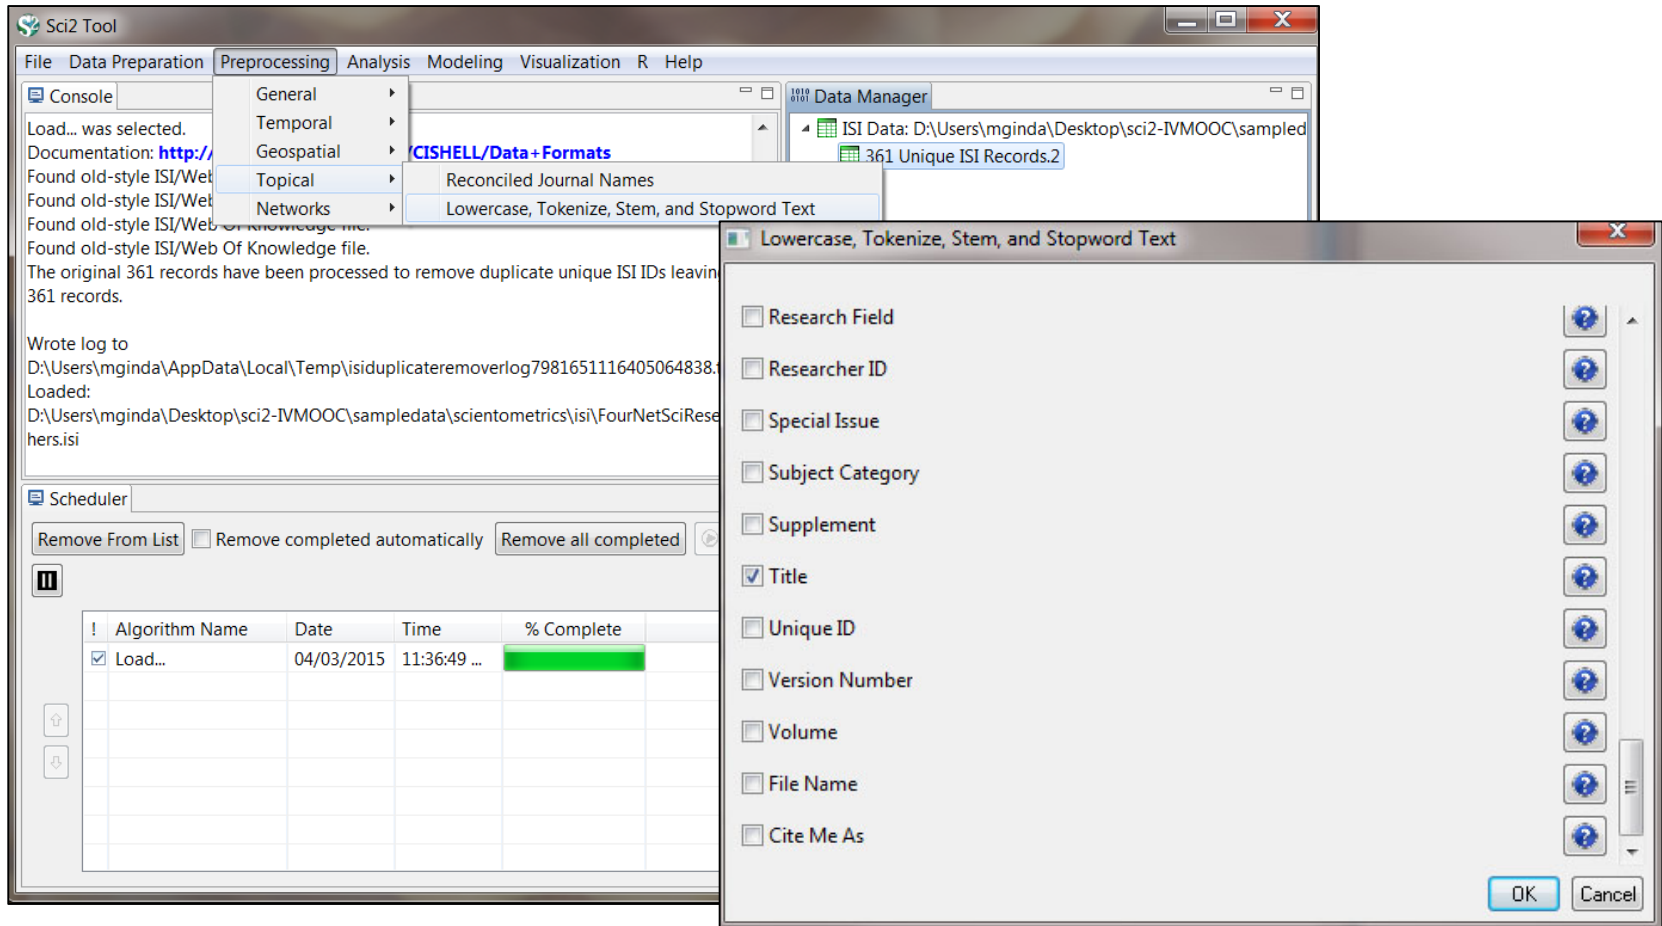 Sci2 Tool
File Data Preparation Preprocessing Analysis Modeling Visualization R Help
Console
General
Temporal
Geospatial
Topical
Networks
Reconciled Journal Names
Lowercase, Tokenize, Stem, and Stopword Text
Data Manager
ISI Data: D:\Users\mginda\Desktop\sci2-IVMOOC\sampled
361 Unique ISI Records.2
Load... was selected.
Documentation: http:// /CISHELL/Data+Formats
Found old-style ISI/Web
Found old-style ISI/Web
Found old-style ISI/Web Of Knowledge file.
Found old-style ISI/Web Of Knowledge file.
The original 361 records have been processed to remove duplicate unique ISI IDs leavin
361 records.
Wrote log to
D:\Users\mginda\AppData\Local\Temp\isiduplicateremoverlog7981651116405064838.
Loaded:
D:\Users\mginda\Desktop\sci2-IVMOOC\sampledata\scientometrics\isi\FourNetSciRese
hers.isi
Scheduler
Remove From List Remove completed automatically Remove all completed
! Algorithm Name Date Time % Complete
Load... 04/03/2015 11:36:49 ...
Lowercase, Tokenize, Stem, and Stopword Text
Research Field
Researcher ID
Special Issue
Subject Category
Supplement
Title
Unique ID
Version Number
Volume
File Name
Cite Me As
OK Cancel